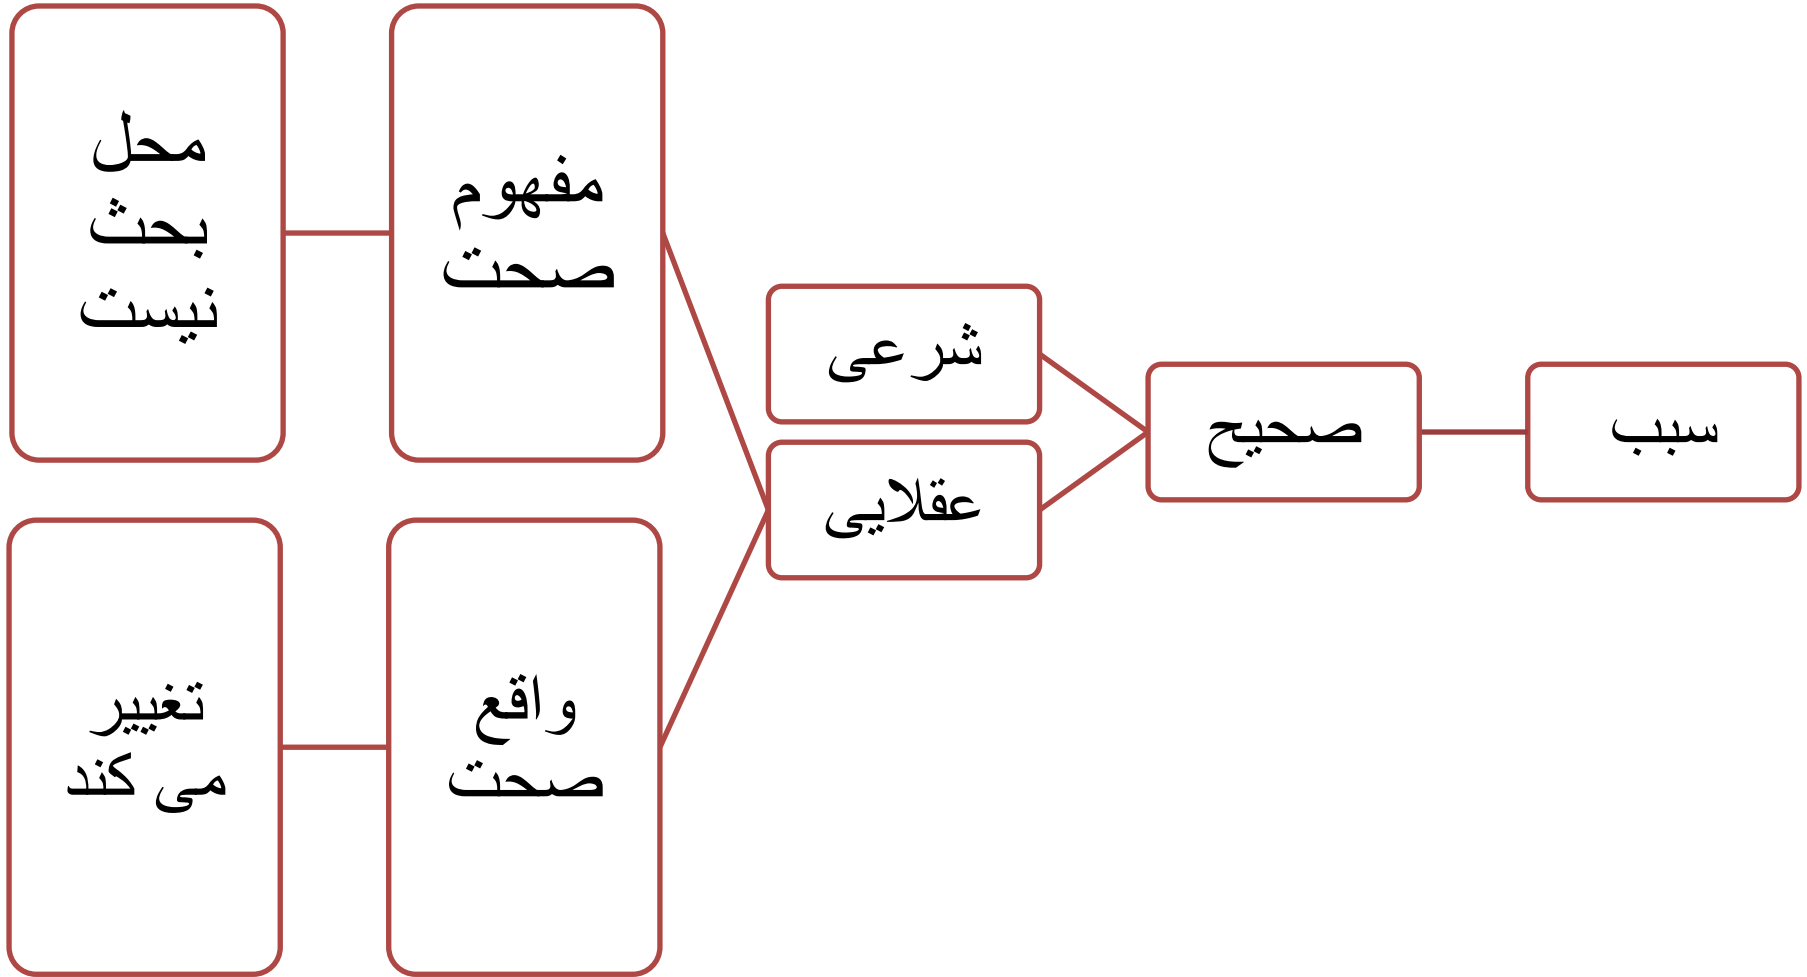 سبب
صحیح
شرعی
عقلایی
مفهوم
صحت
محل
بحث
نیست
واقع
صحت
تغییر
می کند